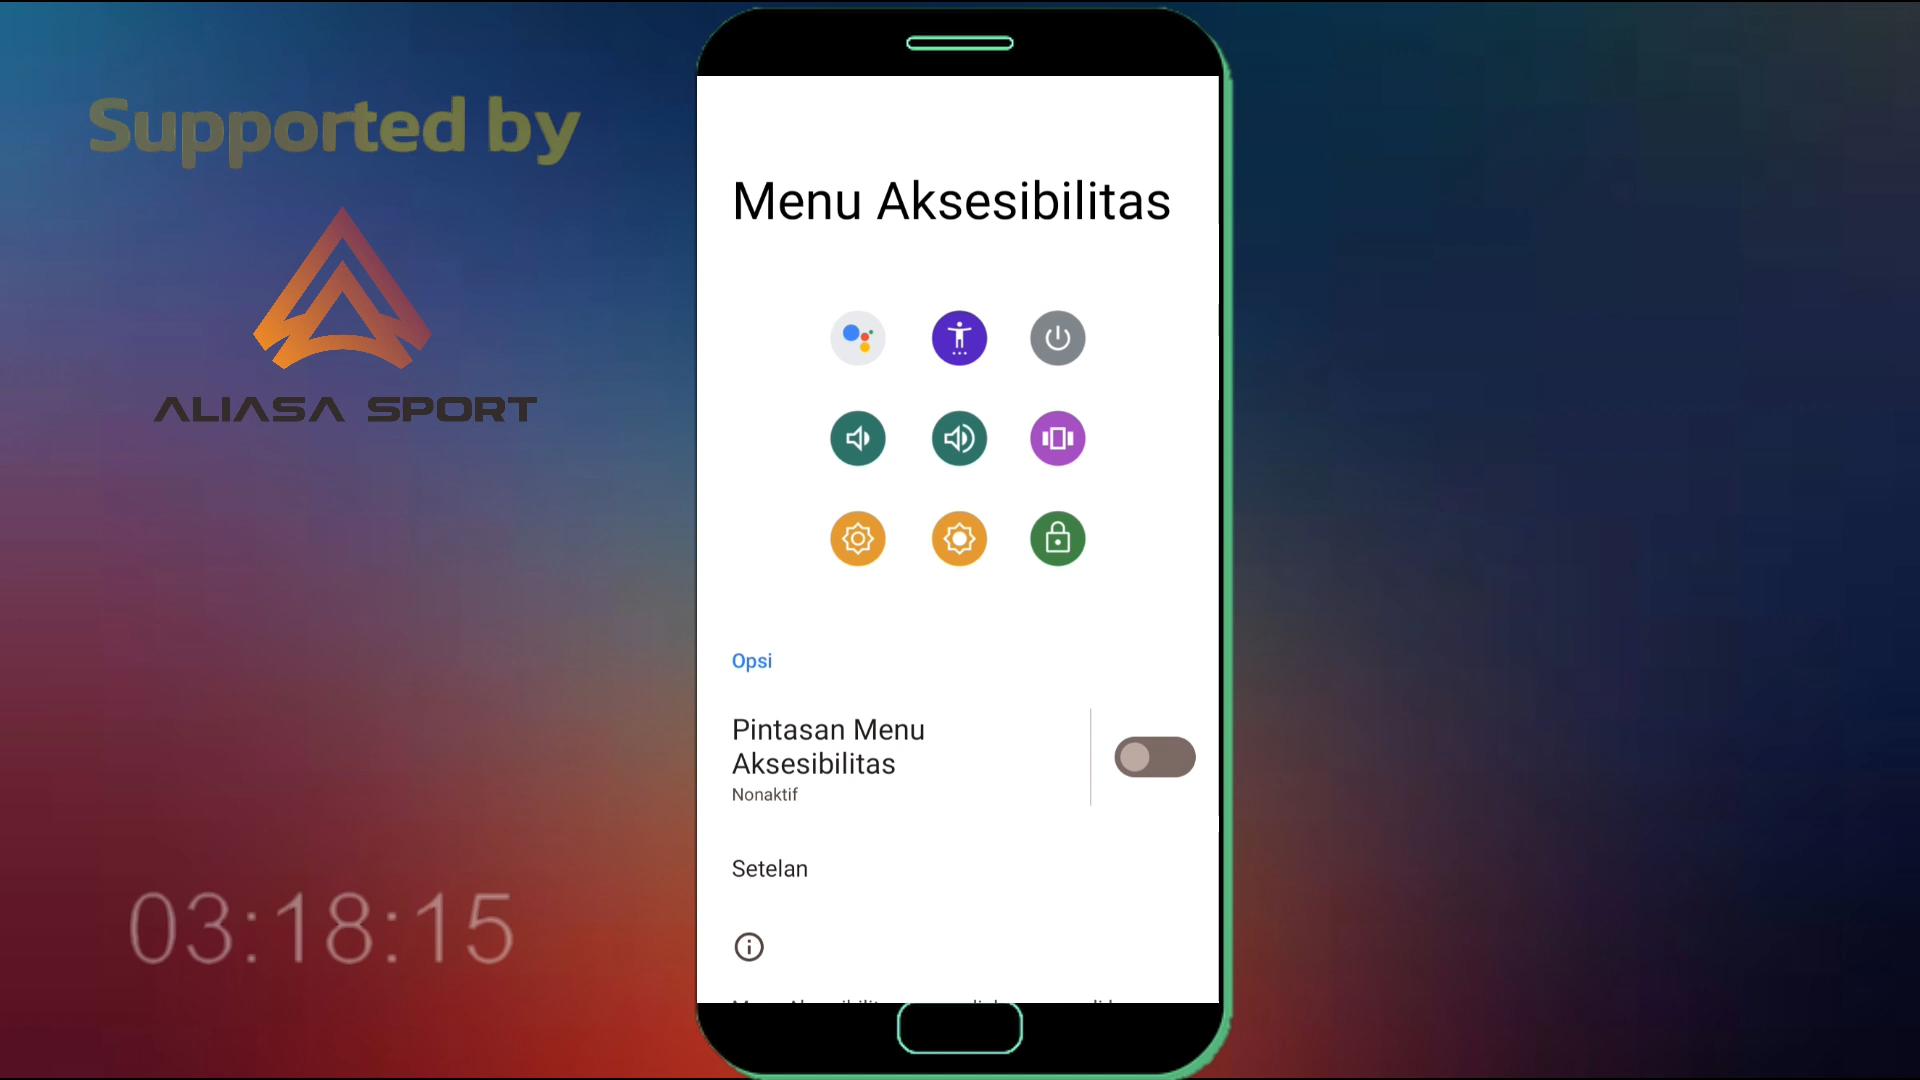 Supported by
ALIASA SPORT
03:18:15
Menu Aksesibilitas
Opsi
Pintasan Menu
Aksesibilitas
Nonaktif
Setelan